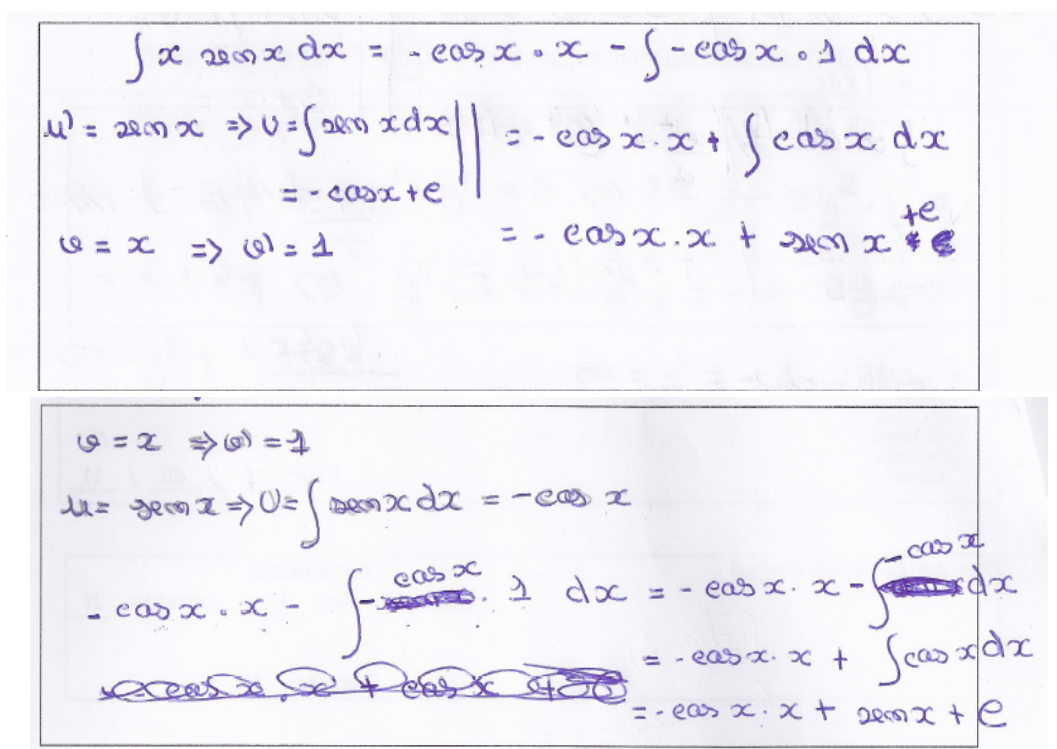 ∫ x sen x dx = - cos x · x - ∫ - cos x · 1 dx
u' = sen x => U = ∫ sen x dx || = - cos x · x + ∫ cos x dx
= - cos x + c
v = x => v' = 1
= - cos x · x + sen x + c
v = x => v' = 1
u = sen x => U = ∫ sen x dx = - cos x
- cos x · x - ∫ - cos x · 1 dx = - cos x · x - ∫ - cos x dx
= - cos x · x + ∫ cos x dx
= - cos x · x + sen x + c